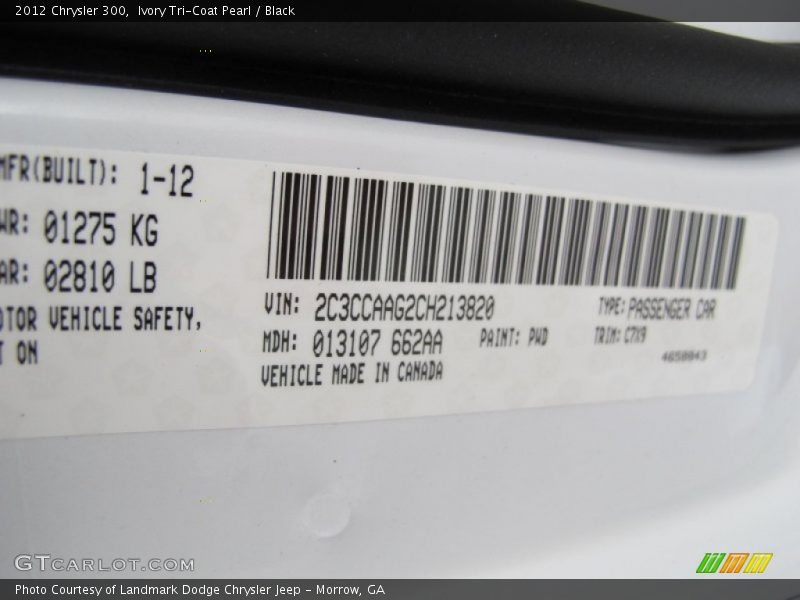 2012 Chrysler 300, Ivory Tri-Coat Pearl / Black
MFR(BUILT): 1-12
WR: 01275 KG
AR: 02810 LB
OTOR VEHICLE SAFETY,
T ON
VIN: 2C3CCAAG2CH213820
TYPE: PASSENGER CAR
MDH: 013107 662AA
PAINT: PWD
TRIM: C7X9
VEHICLE MADE IN CANADA
4658843
GTCARLOT.COM
Photo Courtesy of Landmark Dodge Chrysler Jeep - Morrow, GA